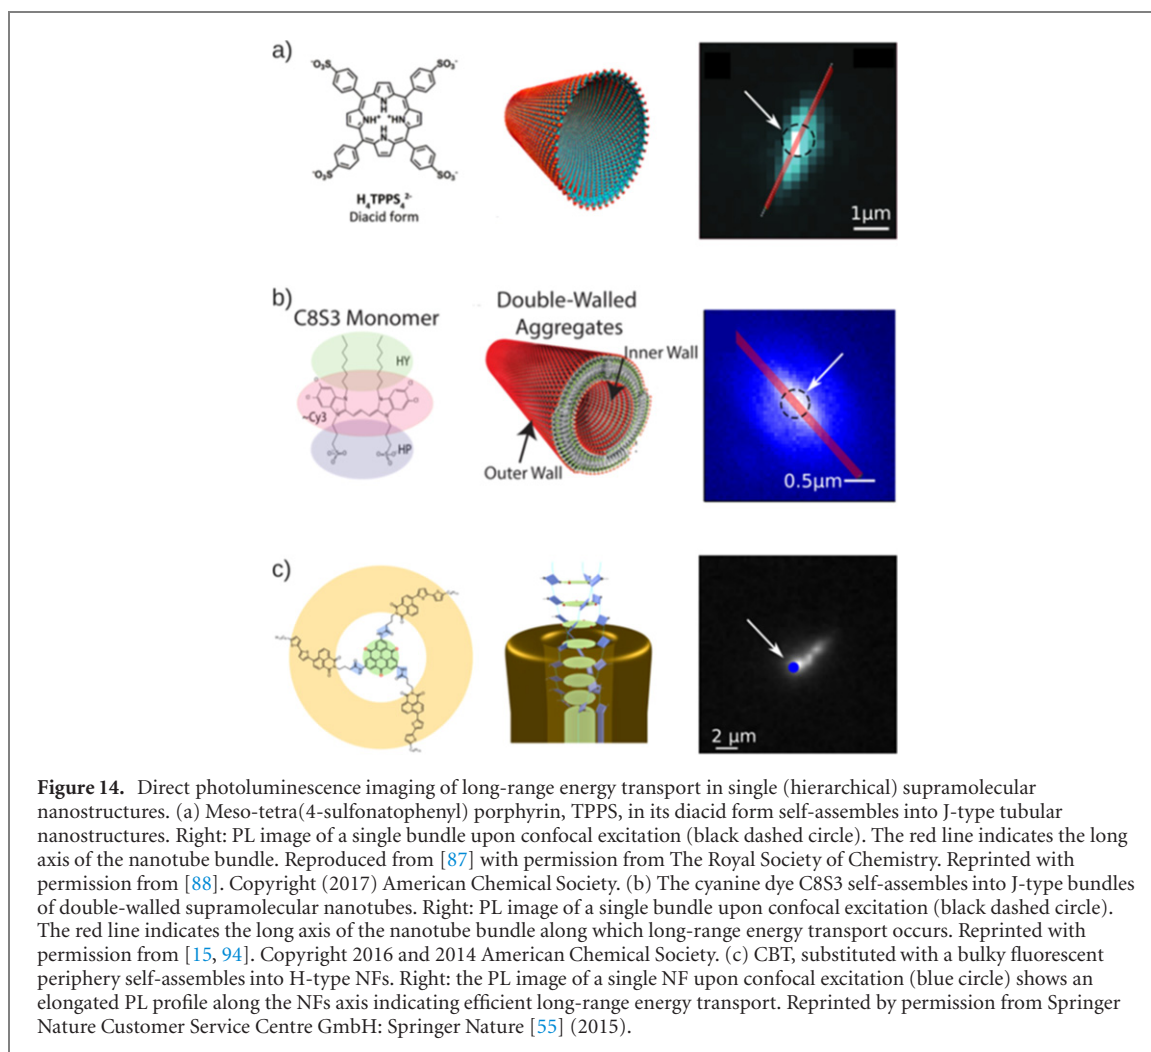 a)
⁻O₃S
SO₃⁻
H
N
NH⁺
⁺HN
N
H
⁻O₃S
SO₃⁻
H₄TPPS₄²⁻
Diacid form
1μm
b)
C8S3 Monomer
HY
~Cy3
HP
Double-Walled
Aggregates
Inner Wall
Outer Wall
0.5μm
c)
2 μm
Figure 14. Direct photoluminescence imaging of long-range energy transport in single (hierarchical) supramolecular
nanostructures. (a) Meso-tetra(4-sulfonatophenyl) porphyrin, TPPS, in its diacid form self-assembles into J-type tubular
nanostructures. Right: PL image of a single bundle upon confocal excitation (black dashed circle). The red line indicates the long
axis of the nanotube bundle. Reproduced from [87] with permission from The Royal Society of Chemistry. Reprinted with
permission from [88]. Copyright (2017) American Chemical Society. (b) The cyanine dye C8S3 self-assembles into J-type bundles
of double-walled supramolecular nanotubes. Right: PL image of a single bundle upon confocal excitation (black dashed circle).
The red line indicates the long axis of the nanotube bundle along which long-range energy transport occurs. Reprinted with
permission from [15, 94]. Copyright 2016 and 2014 American Chemical Society. (c) CBT, substituted with a bulky fluorescent
periphery self-assembles into H-type NFs. Right: the PL image of a single NF upon confocal excitation (blue circle) shows an
elongated PL profile along the NFs axis indicating efficient long-range energy transport. Reprinted by permission from Springer
Nature Customer Service Centre GmbH: Springer Nature [55] (2015).